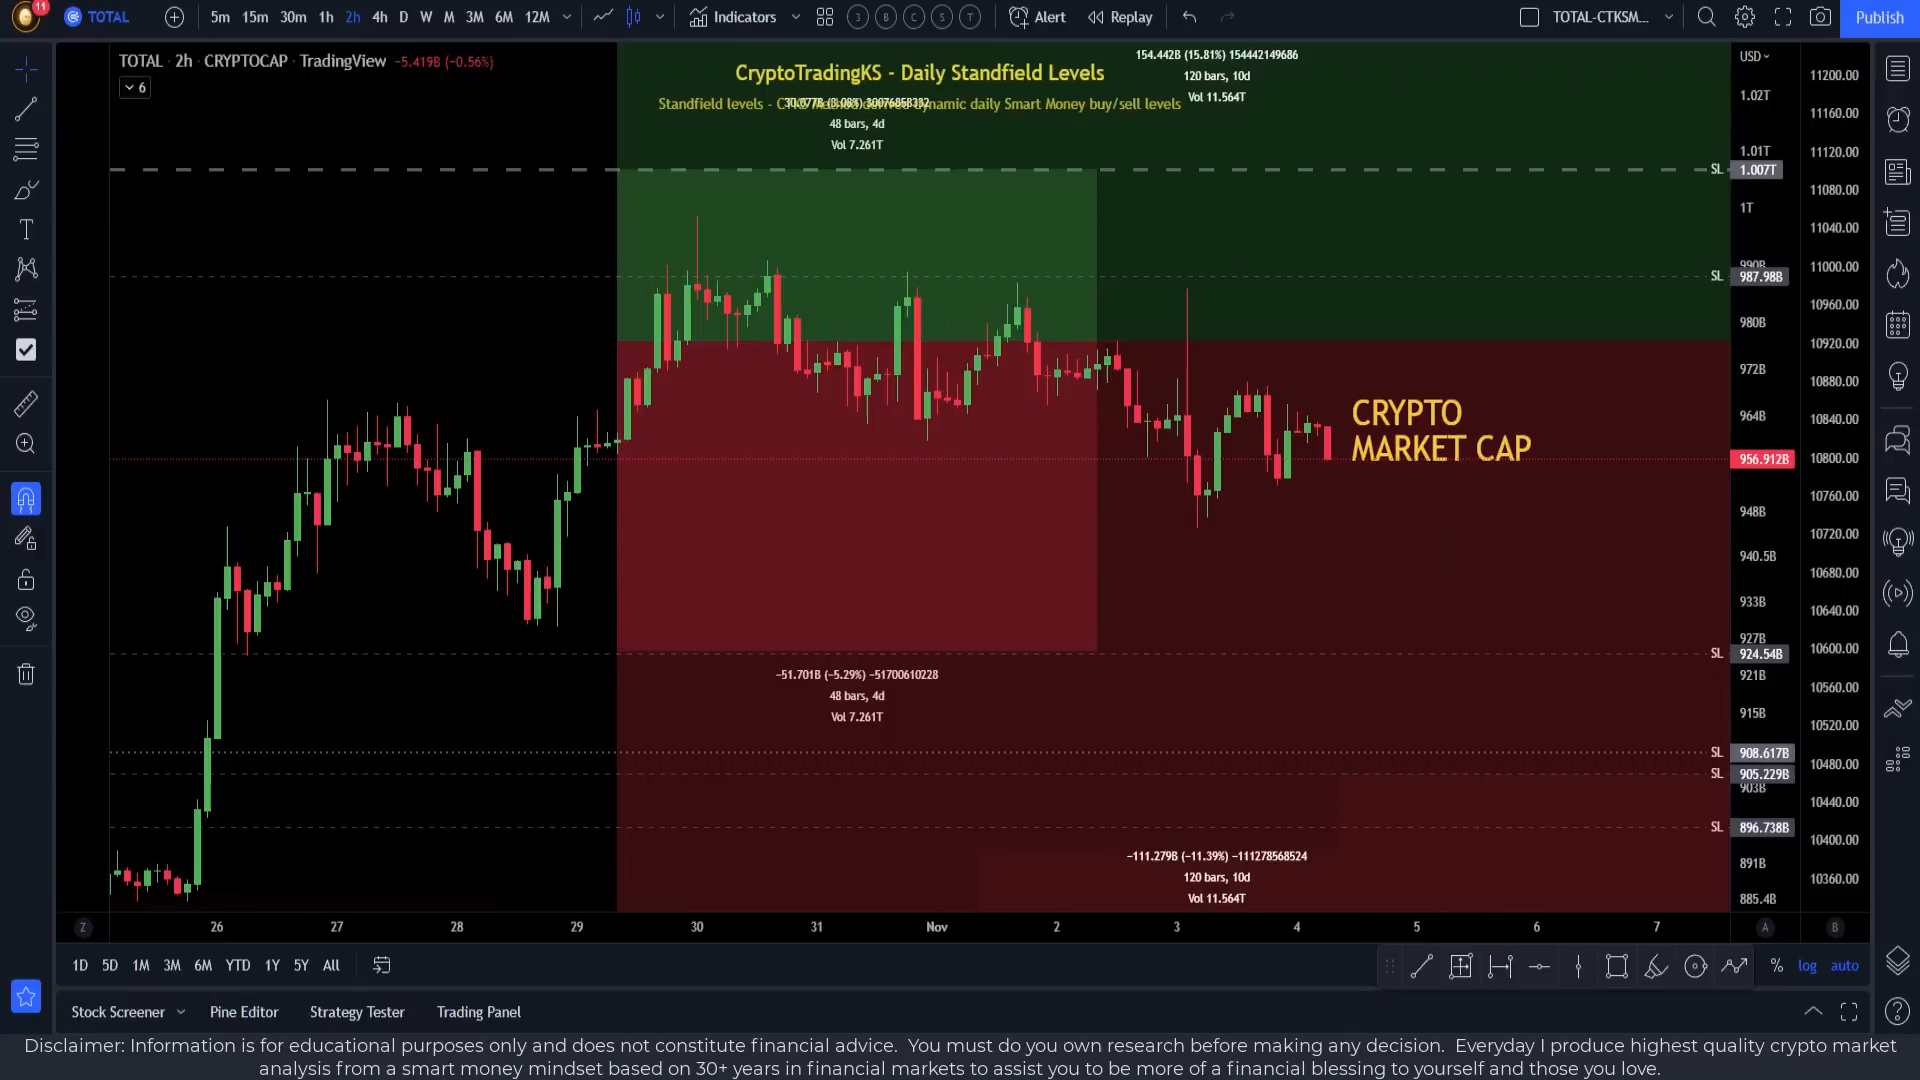 11
TOTAL
5m 15m 30m 1h 2h 4h D W M 3M 6M 12M
Indicators
3 B C S T
Alert
Replay
TOTAL-CTKSM...
Publish
TOTAL · 2h · CRYPTOCAP · TradingView −5.419B (−0.56%)
6
CryptoTradingKS - Daily Standfield Levels
154.442B (15.81%) 154442149686
120 bars, 10d
Vol 11.564T
48 bars, 4d
Vol 7.261T
USD
1.02T
1.01T
SL 1.007T
1T
SL 987.98B
980B
972B
964B
956.912B
948B
940.5B
933B
927B
SL 924.54B
921B
915B
SL 908.617B
SL 905.229B
903B
SL 896.738B
891B
885.4B
11200.00
11160.00
11120.00
11080.00
11040.00
11000.00
10960.00
10920.00
10880.00
10840.00
10800.00
10760.00
10720.00
10680.00
10640.00
10600.00
10560.00
10520.00
10480.00
10440.00
10400.00
10360.00
CRYPTO
MARKET CAP
−51.701B (−5.29%) −51700610228
48 bars, 4d
Vol 7.261T
−111.279B (−11.39%) −111278568524
120 bars, 10d
Vol 11.564T
Z 26 27 28 29 30 31 Nov 2 3 4 5 6 7 A B
1D 5D 1M 3M 6M YTD 1Y 5Y All
% log auto
Stock Screener Pine Editor Strategy Tester Trading Panel
Disclaimer: Information is for educational purposes only and does not constitute financial advice. You must do you own research before making any decision. Everyday I produce highest quality crypto market
analysis from a smart money mindset based on 30+ years in financial markets to assist you to be more of a financial blessing to yourself and those you love.